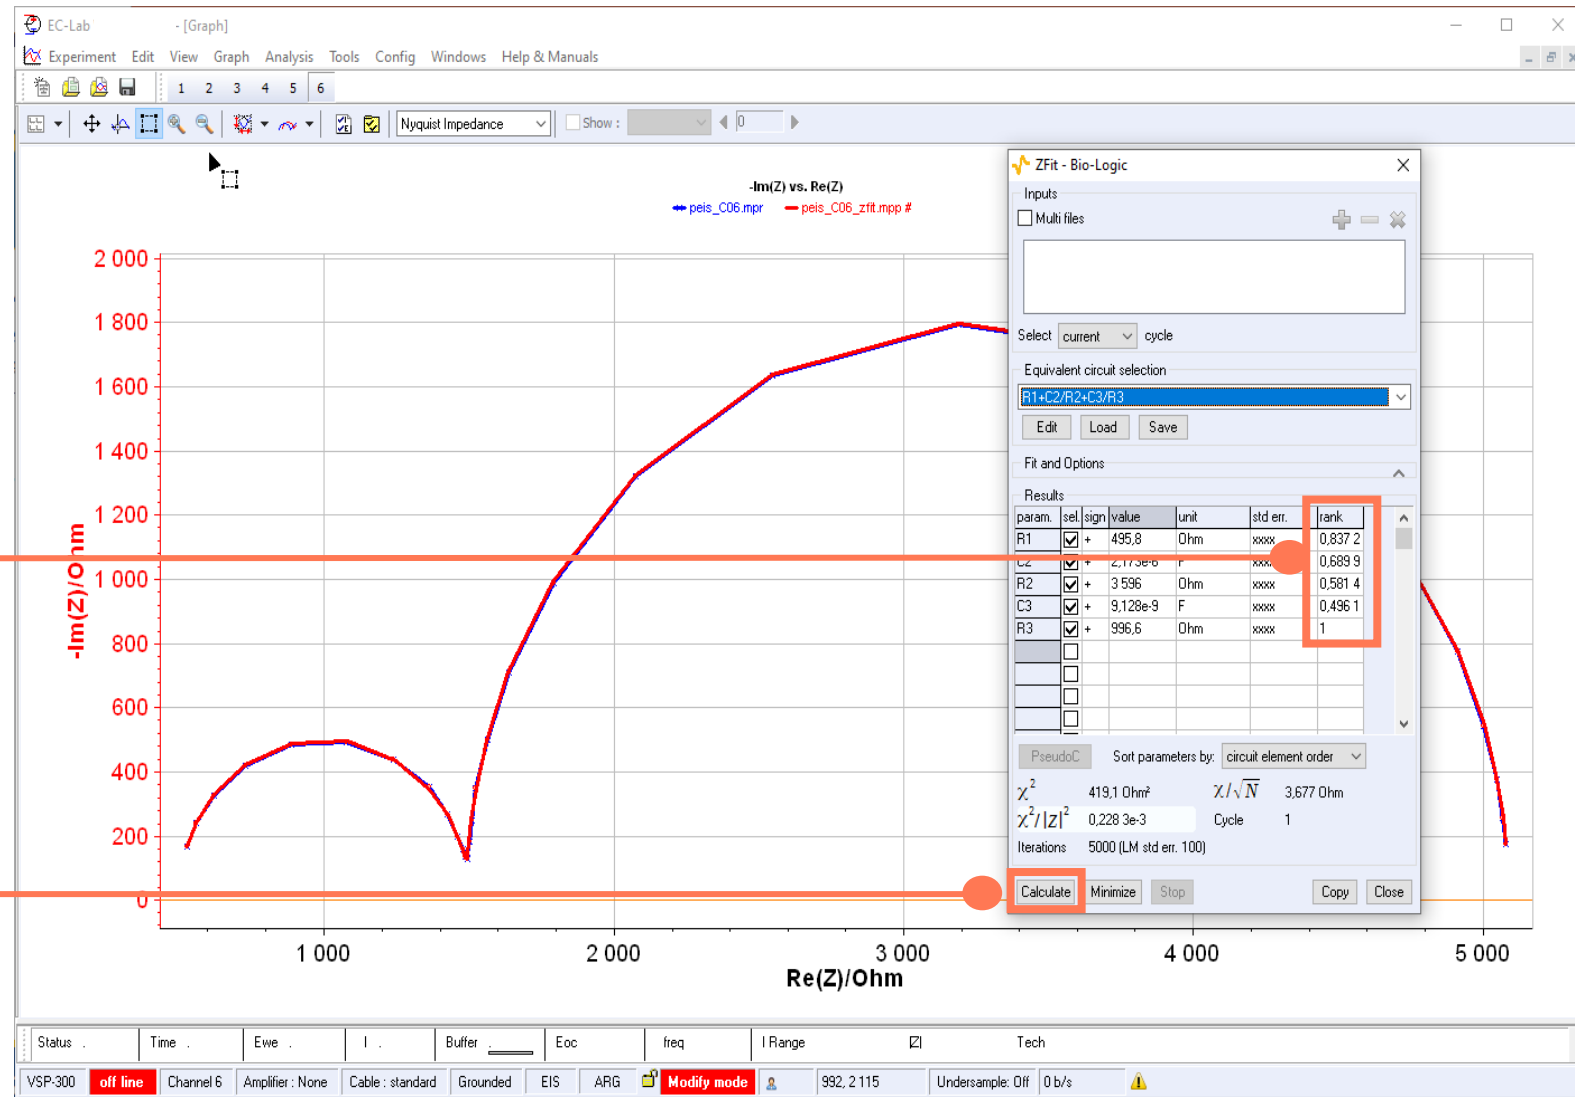 EC-Lab - [Graph]
Experiment Edit View Graph Analysis Tools Config Windows Help & Manuals
1 2 3 4 5 6
Nyquist Impedance Show : 0
-Im(Z) vs. Re(Z)
peis_C06.mpr peis_C06_zfit.mpp #
2 000
1 800
1 600
1 400
1 200
1 000
800
600
400
200
0
-Im(Z)/Ohm
1 000 2 000 3 000 4 000 5 000
Re(Z)/Ohm
ZFit - Bio-Logic
Inputs
Multi files
Select current cycle
Equivalent circuit selection
R1+C2/R2+C3/R3
Edit Load Save
Fit and Options
Results
param. sel. sign value unit std err. rank
R1 + 495,8 Ohm xxxx 0,837 2
C2 + 2,173e-6 F xxxx 0,689 9
R2 + 3 596 Ohm xxxx 0,581 4
C3 + 9,128e-9 F xxxx 0,496 1
R3 + 996,6 Ohm xxxx 1
PseudoC Sort parameters by: circuit element order
χ² 419,1 Ohm² χ/√N 3,677 Ohm
χ²/|z|² 0,228 3e-3 Cycle 1
Iterations 5000 (LM std err. 100)
Calculate Minimize Stop Copy Close
Status . Time . Ewe . I . Buffer . Eoc freq I Range |Z| Tech
VSP-300 off line Channel 6 Amplifier : None Cable : standard Grounded EIS ARG Modify mode 992, 2 115 Undersample: Off 0 b/s